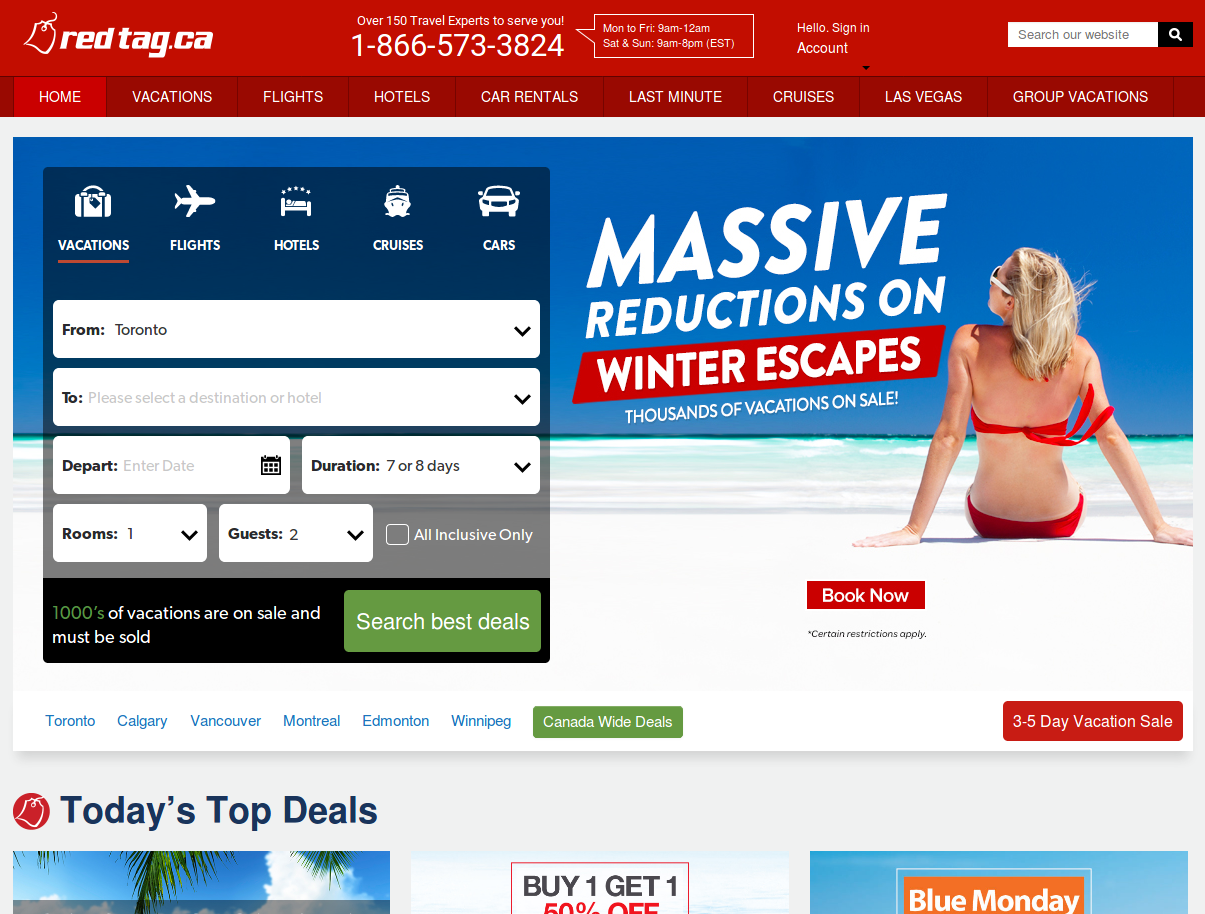 red tag.ca
Over 150 Travel Experts to serve you!
1-866-573-3824
Mon to Fri: 9am-12am
Sat & Sun: 9am-8pm (EST)
Hello. Sign in
Account
Search our website
HOME VACATIONS FLIGHTS HOTELS CAR RENTALS LAST MINUTE CRUISES LAS VEGAS GROUP VACATIONS
VACATIONS FLIGHTS HOTELS CRUISES CARS
From: Toronto
To: Please select a destination or hotel
Depart: Enter Date Duration: 7 or 8 days
Rooms: 1 Guests: 2 All Inclusive Only
1000's of vacations are on sale and
must be sold
Search best deals
MASSIVE
REDUCTIONS ON
WINTER ESCAPES
THOUSANDS OF VACATIONS ON SALE!
Book Now
*Certain restrictions apply.
Toronto Calgary Vancouver Montreal Edmonton Winnipeg Canada Wide Deals 3-5 Day Vacation Sale
Today's Top Deals
BUY 1 GET 1
50% OFF
Blue Monday